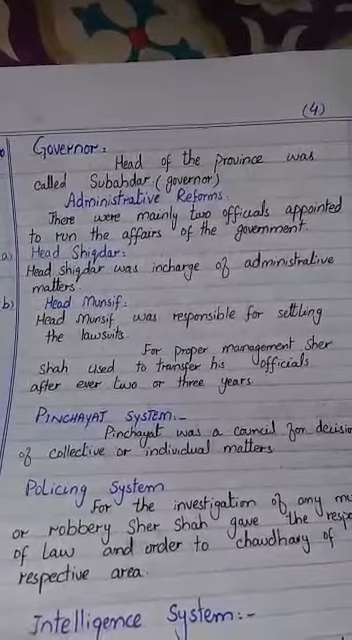 (4)
Governor:
Head of the province was
called Subahdar (governor)
Administrative Reforms.
There were mainly two officials appointed
to run the affairs of the government.
a) Head Shigdar:
Head shigdar was incharge of administrative
matters.
b) Head Munsif:
Head Munsif was responsible for settling
the lawsuits.
For proper management Sher
Shah used to transfer his officials
after ever two or three years.
PINCHAYAT SYSTEM:-
Pinchayat was a council for decision
of collective or individual matters
Policing System
For the investigation of any
or robbery Sher Shah gave the
of Law and order to chaudhary of
respective area.
Intelligence System:-